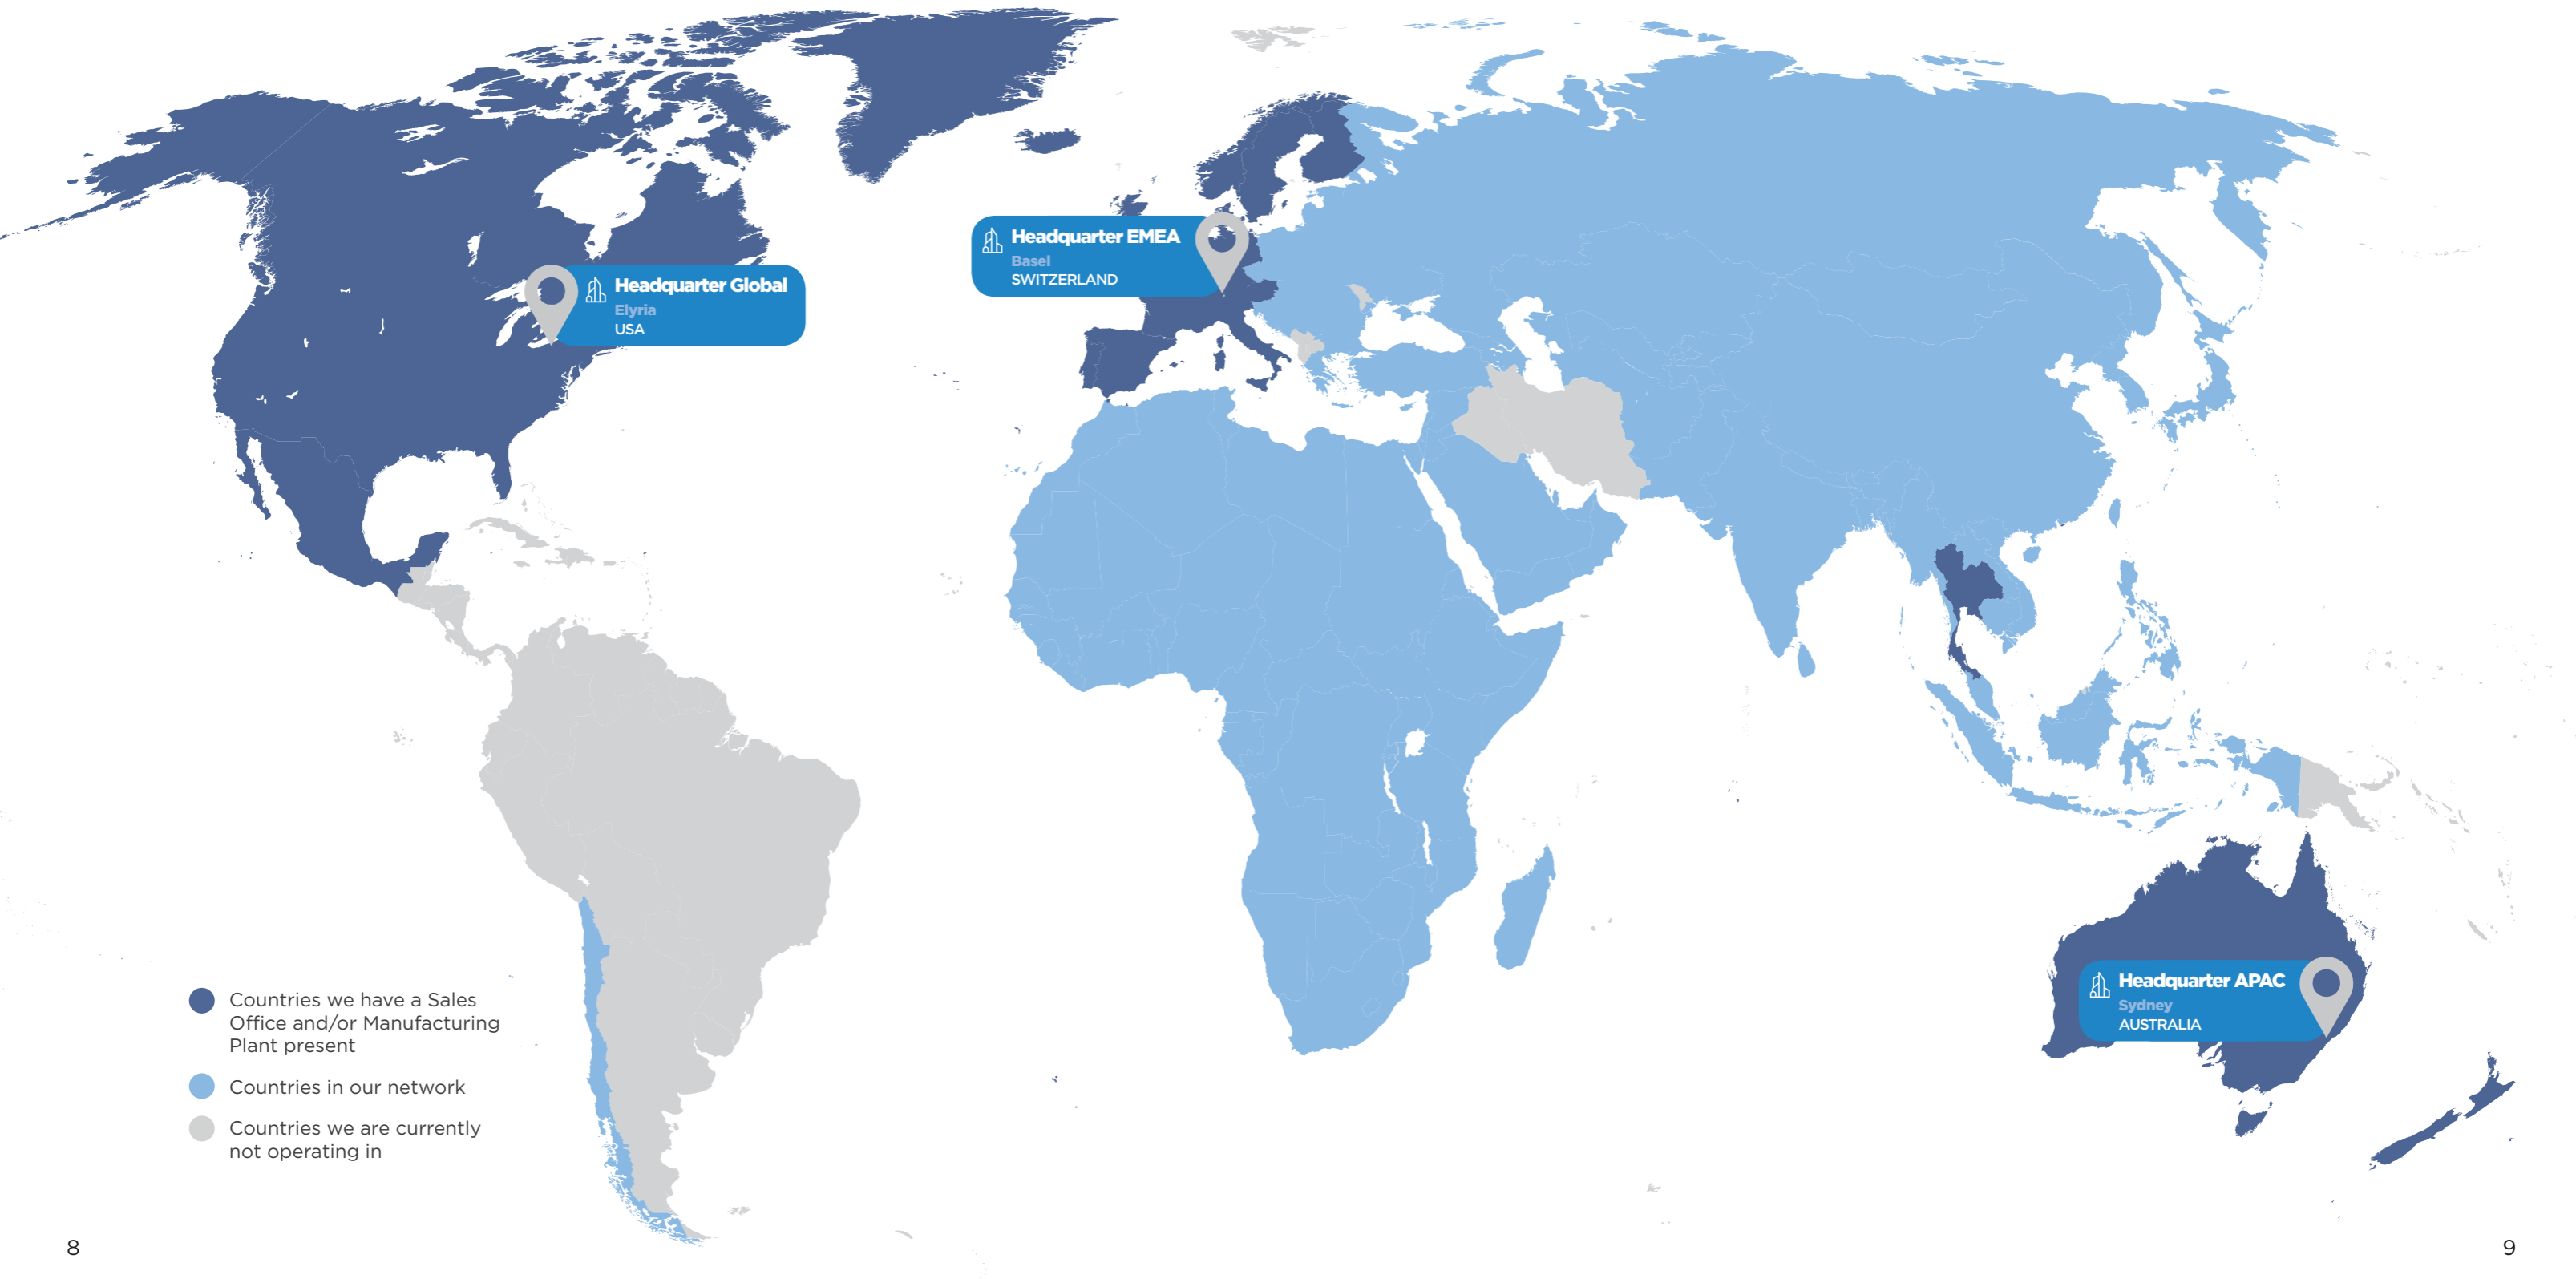 Headquarter EMEA
Basel
SWITZERLAND
Headquarter Global
Elyria
USA
Headquarter APAC
Sydney
AUSTRALIA
Countries we have a Sales
Office and/or Manufacturing
Plant present
Countries in our network
Countries we are currently
not operating in
8
9